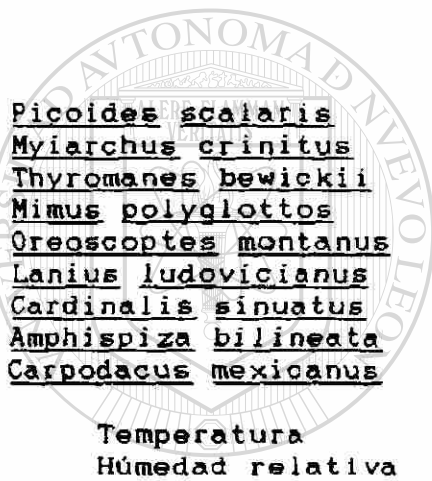 Picoides scalaris
Myiarchus crinitus
Thyromanes bewickii
Mimus polyglottos
Oreoscoptes montanus
Lanius ludovicianus
Cardinalis sinuatus
Amphispiza bilineata
Carpodacus mexicanus
Temperatura
Húmedad relativa